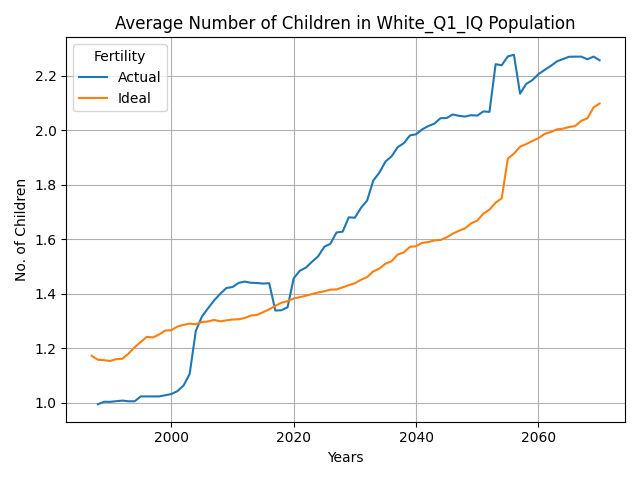 Average Number of Children in White_Q1_IQ Population
Fertility
Actual
Ideal
No. of Children
2.2
2.0
1.8
1.6
1.4
1.2
1.0
2000
2020
2040
2060
Years